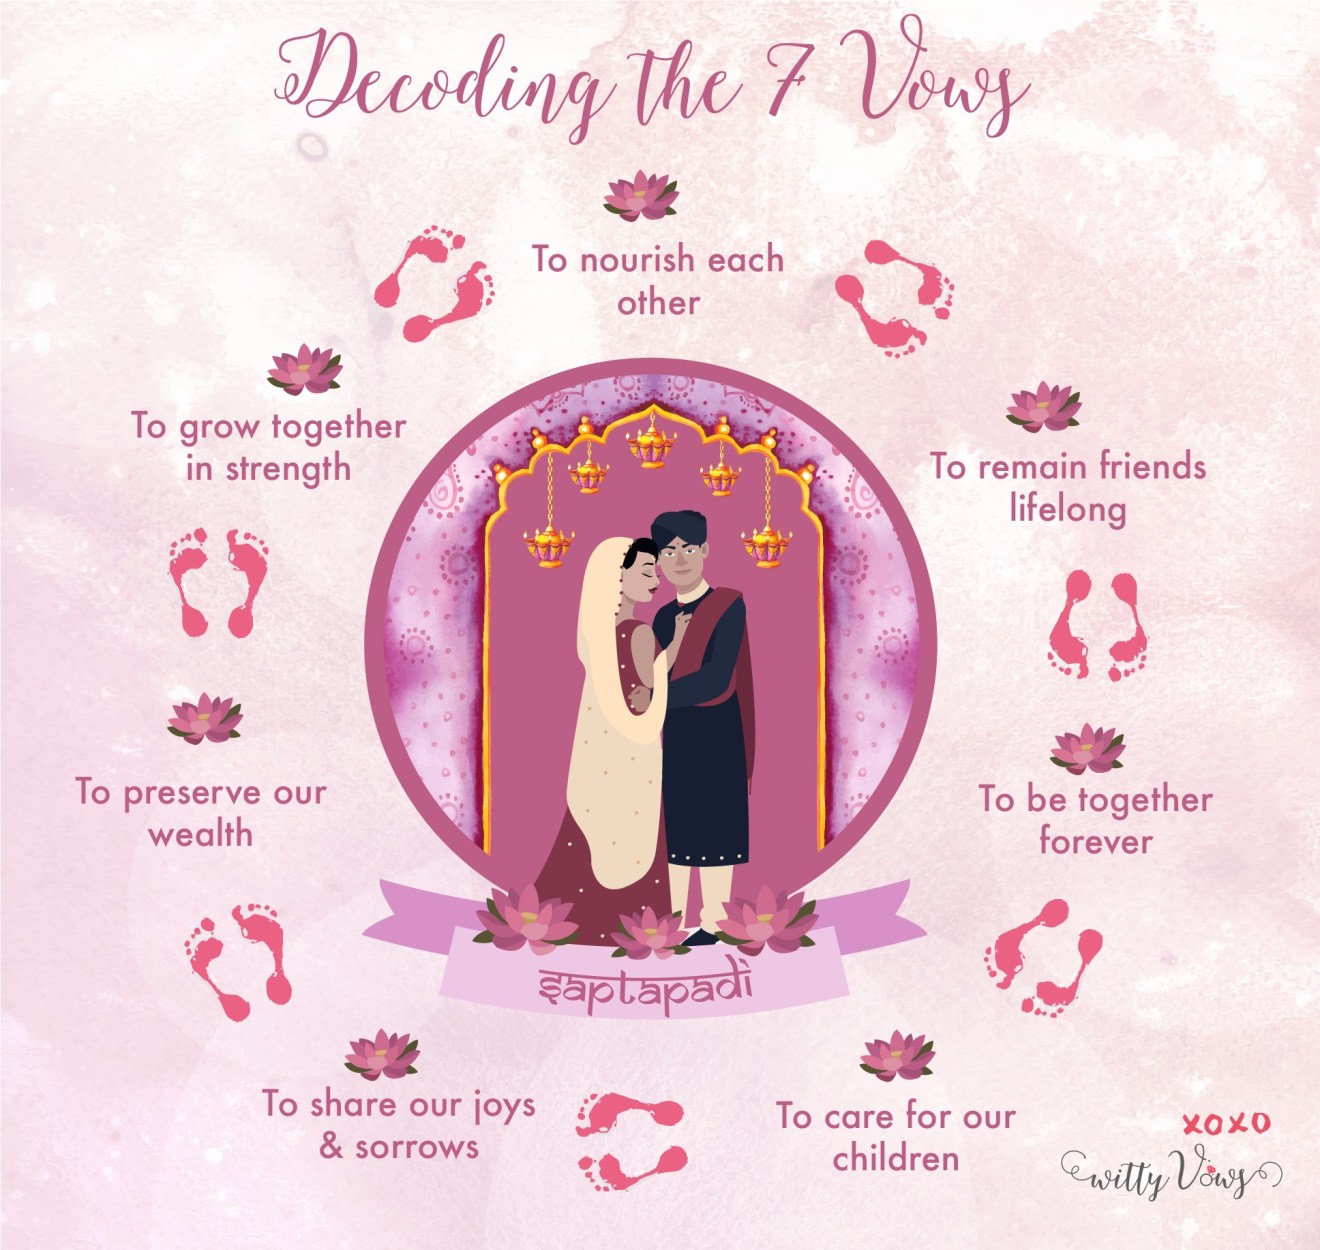 Decoding the 7 Vows
To nourish each
other
To grow together
in strength
To remain friends
lifelong
To preserve our
wealth
To be together
forever
saptapadi
To share our joys
& sorrows
To care for our
children
xoxo
witty Vows